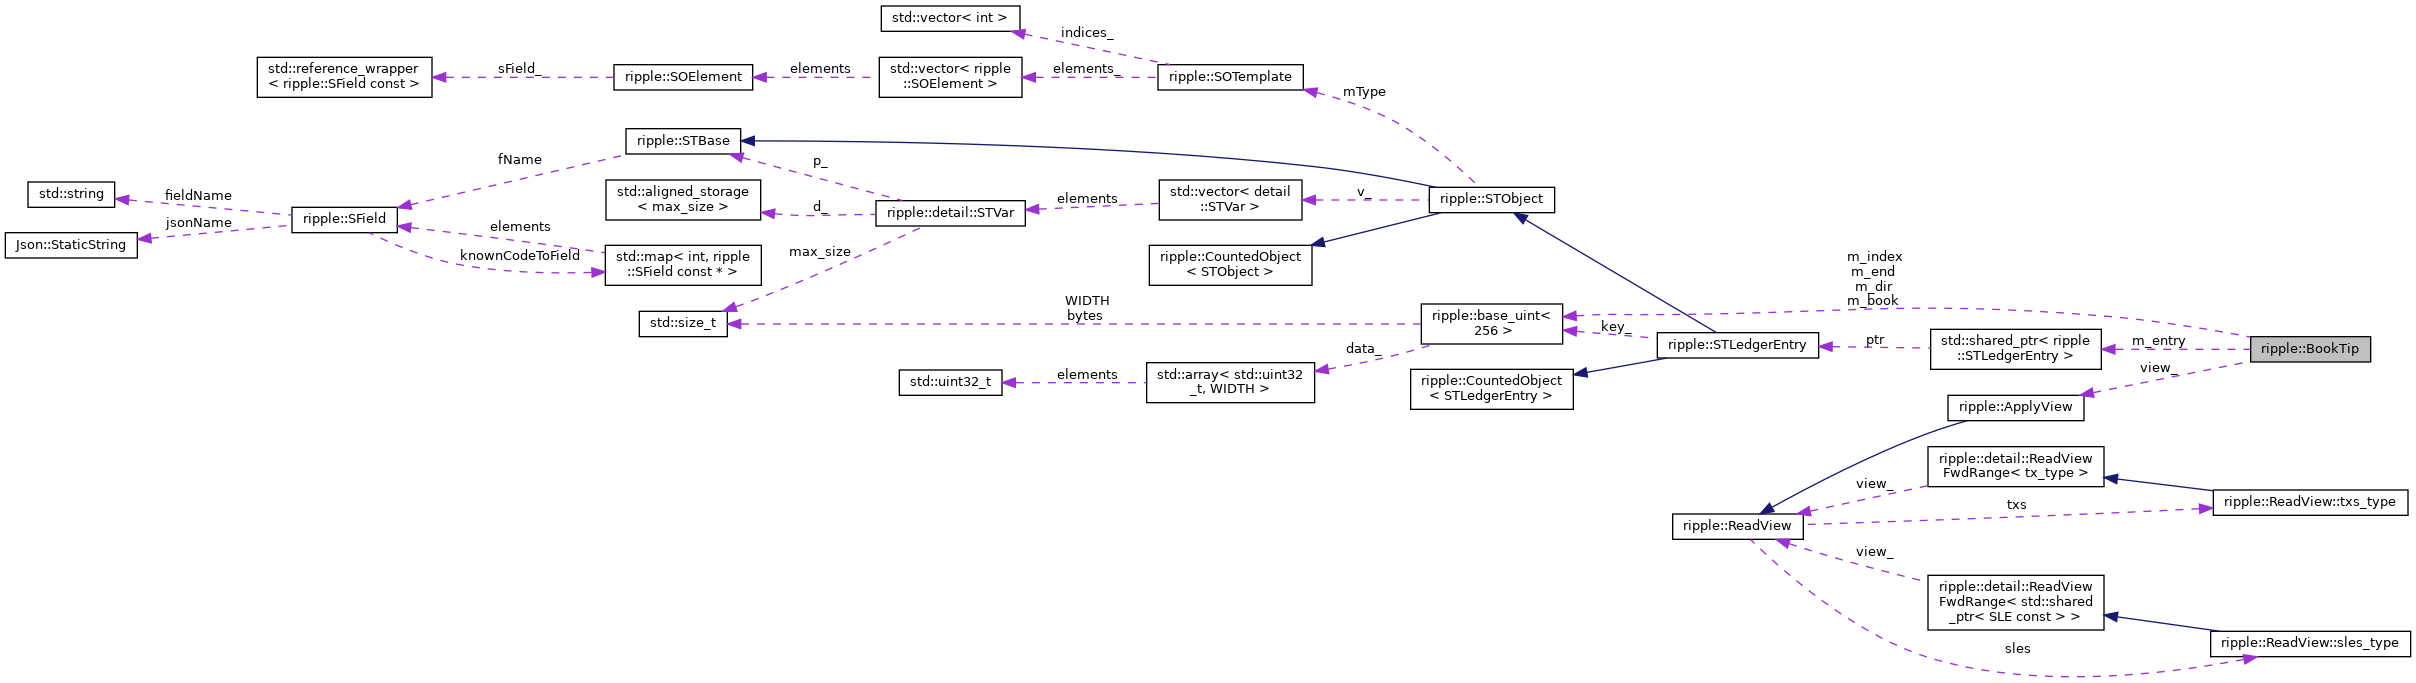 std::vector< int >
indices_
std::reference_wrapper
< ripple::SField const >
sField_
ripple::SOElement
elements
std::vector< ripple
::SOElement >
elements_
ripple::SOTemplate
mType
ripple::STBase
fName
p_
std::string
fieldName
jsonName
Json::StaticString
ripple::SField
elements
knownCodeToField
std::aligned_storage
< max_size >
d_
std::map< int, ripple
::SField const * >
ripple::detail::STVar
max_size
elements
std::vector< detail
::STVar >
v_
ripple::STObject
ripple::CountedObject
< STObject >
std::size_t
WIDTH
bytes
ripple::base_uint<
256 >
key_
m_index
m_end
m_dir
m_book
ripple::STLedgerEntry
ptr
std::shared_ptr< ripple
::STLedgerEntry >
m_entry
ripple::BookTip
view_
data_
std::uint32_t
elements
std::array< std::uint32
_t, WIDTH >
ripple::CountedObject
< STLedgerEntry >
ripple::ApplyView
ripple::detail::ReadView
FwdRange< tx_type >
view_
ripple::ReadView::txs_type
txs
ripple::ReadView
view_
ripple::detail::ReadView
FwdRange< std::shared
_ptr< SLE const > >
ripple::ReadView::sles_type
sles